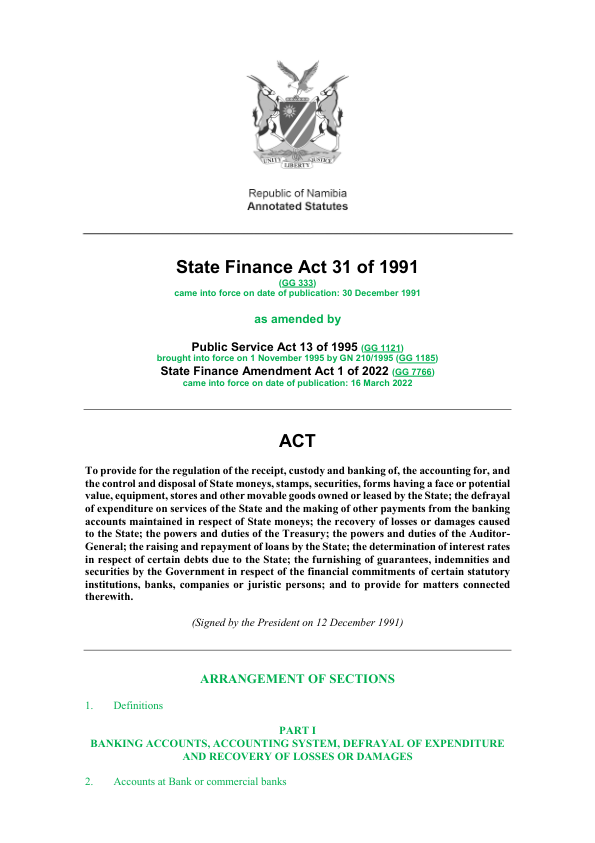 UNITY LIBERTY JUSTICE
Republic of Namibia
Annotated Statutes
State Finance Act 31 of 1991
(GG 333)
came into force on date of publication: 30 December 1991
as amended by
Public Service Act 13 of 1995 (GG 1121)
brought into force on 1 November 1995 by GN 210/1995 (GG 1185)
State Finance Amendment Act 1 of 2022 (GG 7766)
came into force on date of publication: 16 March 2022
ACT
To provide for the regulation of the receipt, custody and banking of, the accounting for, and
the control and disposal of State moneys, stamps, securities, forms having a face or potential
value, equipment, stores and other movable goods owned or leased by the State; the defrayal
of expenditure on services of the State and the making of other payments from the banking
accounts maintained in respect of State moneys; the recovery of losses or damages caused
to the State; the powers and duties of the Treasury; the powers and duties of the Auditor-
General; the raising and repayment of loans by the State; the determination of interest rates
in respect of certain debts due to the State; the furnishing of guarantees, indemnities and
securities by the Government in respect of the financial commitments of certain statutory
institutions, banks, companies or juristic persons; and to provide for matters connected
therewith.
(Signed by the President on 12 December 1991)
ARRANGEMENT OF SECTIONS
1. Definitions
PART I
BANKING ACCOUNTS, ACCOUNTING SYSTEM, DEFRAYAL OF EXPENDITURE
AND RECOVERY OF LOSSES OR DAMAGES
2. Accounts at Bank or commercial banks